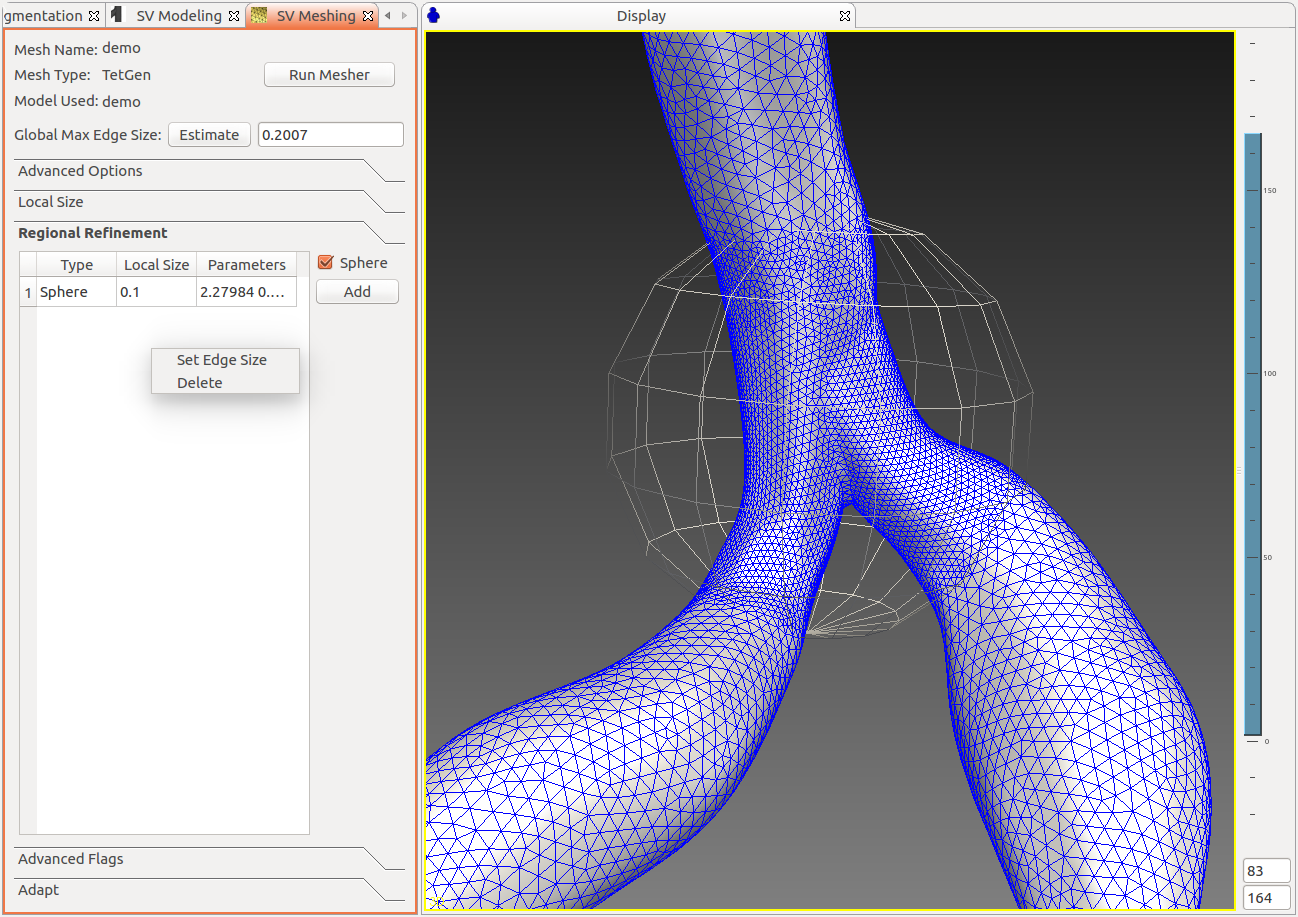 gmentation SV Modeling SV Meshing Display
Mesh Name: demo
Mesh Type: TetGen Run Mesher
Model Used: demo
Global Max Edge Size: Estimate 0.2007
Advanced Options
Local Size
Regional Refinement
Type Local Size Parameters Sphere
1 Sphere 0.1 2.27984 0.... Add
Set Edge Size
Delete
Advanced Flags
Adapt
150
100
50
0
83
164